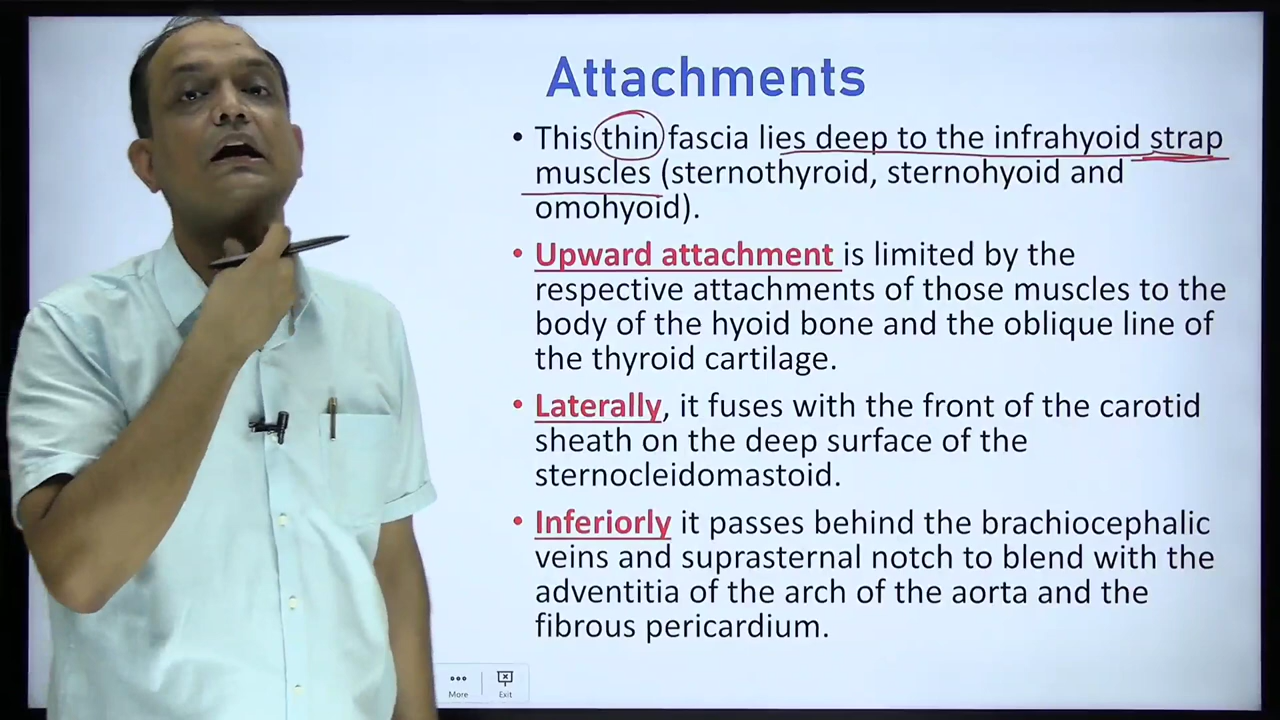 Attachments
• This thin fascia lies deep to the infrahyoid strap
muscles (sternothyroid, sternohyoid and
omohyoid).
• Upward attachment is limited by the
respective attachments of those muscles to the
body of the hyoid bone and the oblique line of
the thyroid cartilage.
• Laterally, it fuses with the front of the carotid
sheath on the deep surface of the
sternocleidomastoid.
• Inferiorly it passes behind the brachiocephalic
veins and suprasternal notch to blend with the
adventitia of the arch of the aorta and the
fibrous pericardium.
More
Exit